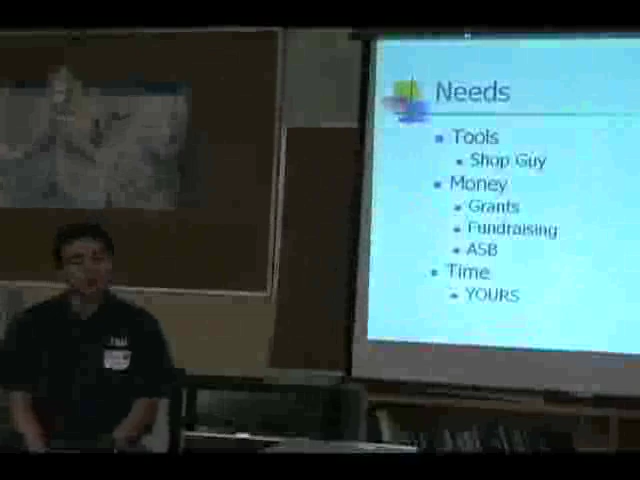 Needs
Tools
Shop Guy
Money
Grants
Fundraising
ASB
Time
YOURS